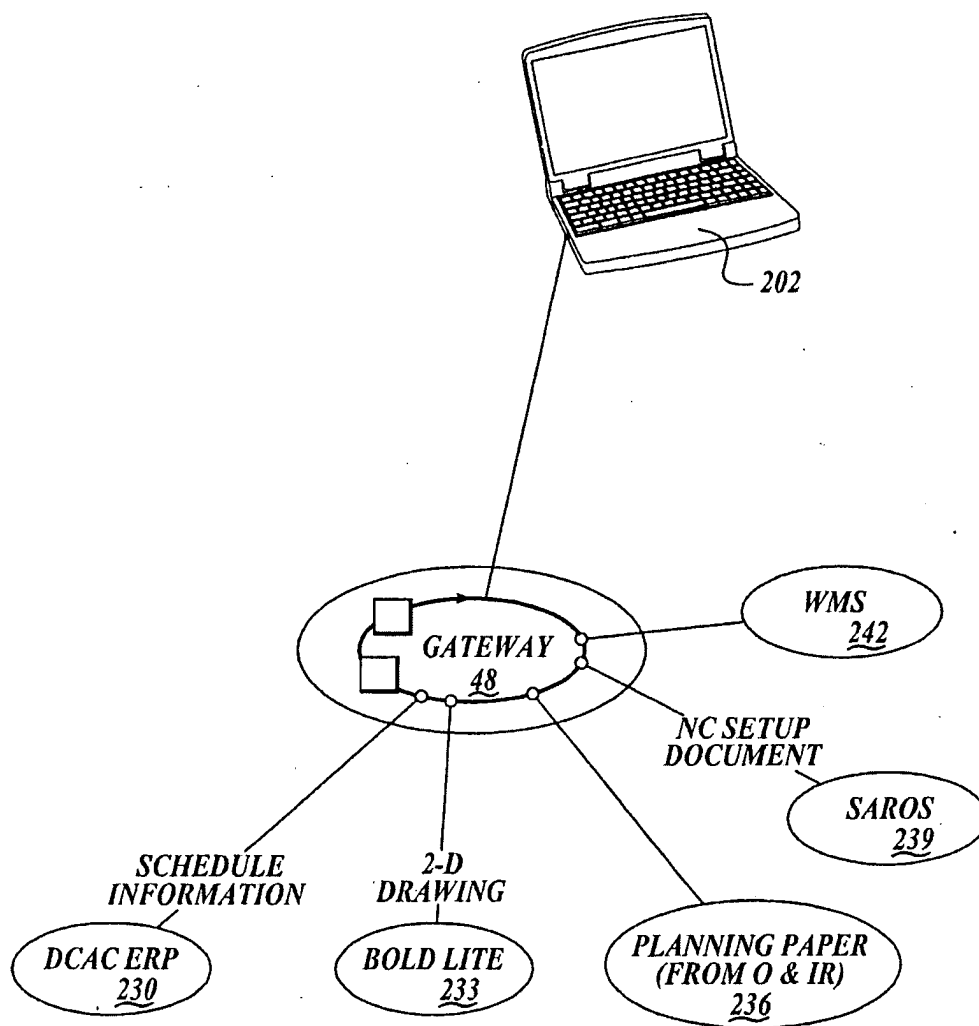 202
GATEWAY
48
WMS
242
NC SETUP
DOCUMENT
SAROS
239
SCHEDULE
INFORMATION
2-D
DRAWING
DCAC ERP
230
BOLD LITE
233
PLANNING PAPER
(FROM O & IR)
236